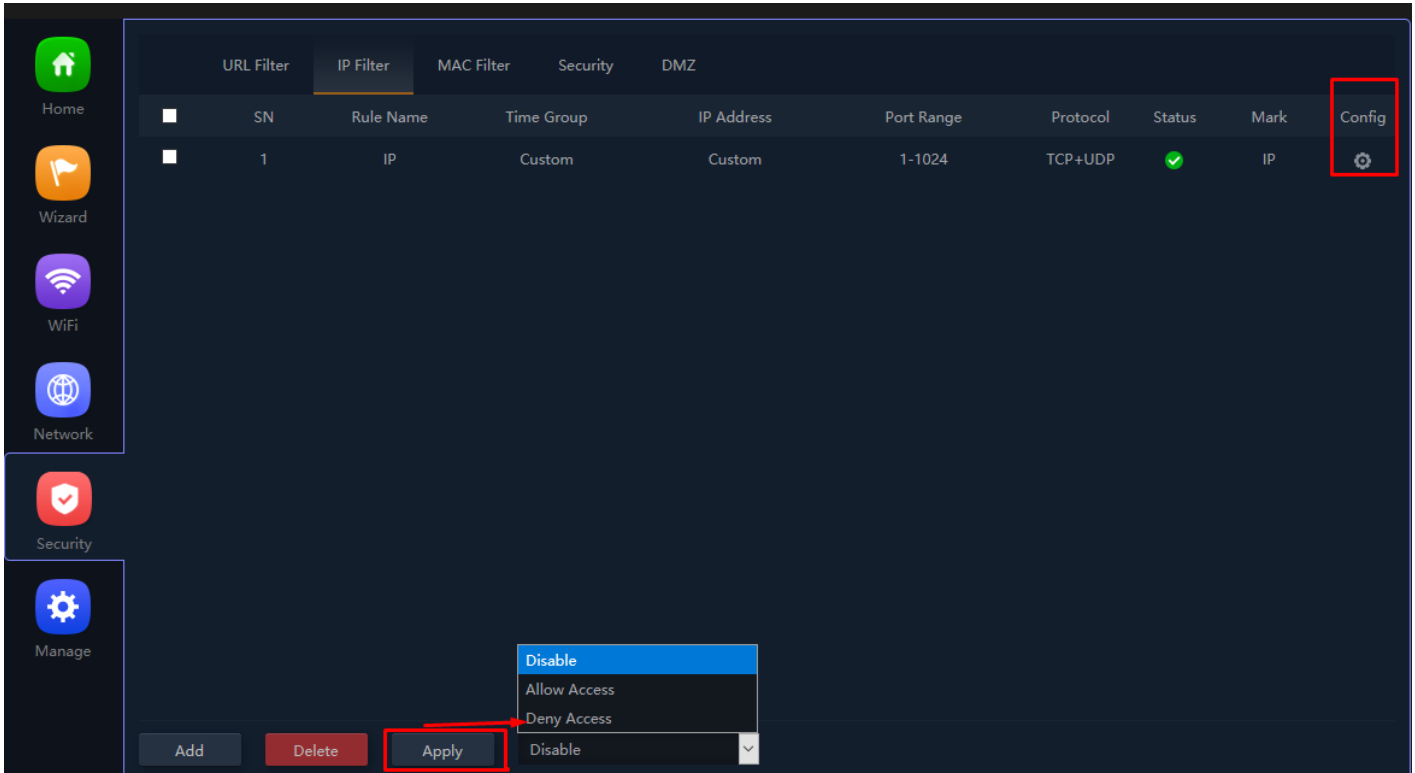 URL Filter IP Filter MAC Filter Security DMZ
SN Rule Name Time Group IP Address Port Range Protocol Status Mark Config
1 IP Custom Custom 1-1024 TCP+UDP IP
Home
Wizard
WiFi
Network
Security
Manage
Disable
Allow Access
Deny Access
Add Delete Apply Disable